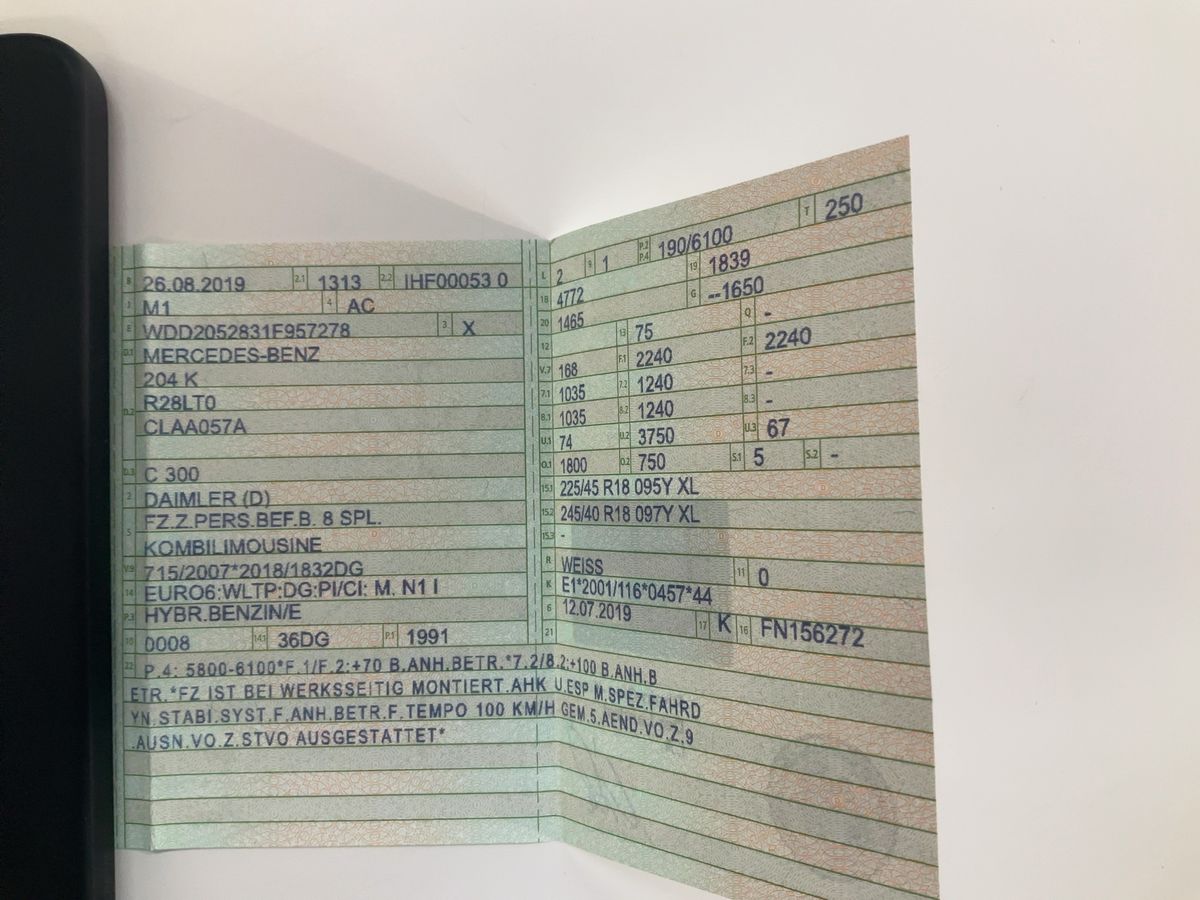 B 26.08.2019 2.1 1313 2.2 IHF00053 0
J M1 4 AC
E WDD2052831F957278 3 X
D.1 MERCEDES-BENZ
204 K
D.2 R28LT0
CLAA057A
D.3 C 300
2 DAIMLER (D)
5 FZ.Z.PERS.BEF.B. 8 SPL.
KOMBILIMOUSINE
V.9 715/2007*2018/1832DG
14 EURO6:WLTP:DG:PI/CI: M, N1 I
P.3 HYBR.BENZIN/E
10 0008 14.1 36DG P.1 1991
L 2 9 1 P.2 P.4 190/6100 T 250
18 4772 19 1839
20 1465 G --1650
12 13 75 Q -
V.7 168 F.1 2240 F.2 2240
7.1 1035 7.2 1240 7.3 -
8.1 1035 8.2 1240 8.3 -
U.1 74 U.2 3750 U.3 67
O.1 1800 O.2 750 S.1 5 S.2 -
15.1 225/45 R18 095Y XL
15.2 245/40 R18 097Y XL
15.3 -
R WEISS 11 0
K E1*2001/116*0457*44
6 12.07.2019 17 K 16 FN156272
21
22 P.4: 5800-6100*F.1/F.2:+70 B.ANH.BETR.*7.2/8.2:+100 B.ANH.B
ETR.*FZ IST BEI WERKSSEITIG MONTIERT.AHK U.ESP M.SPEZ.FAHRD
YN.STABI.SYST.F.ANH.BETR.F.TEMPO 100 KM/H GEM.5.AEND.VO.Z.9
.AUSN.VO.Z.STVO AUSGESTATTET*